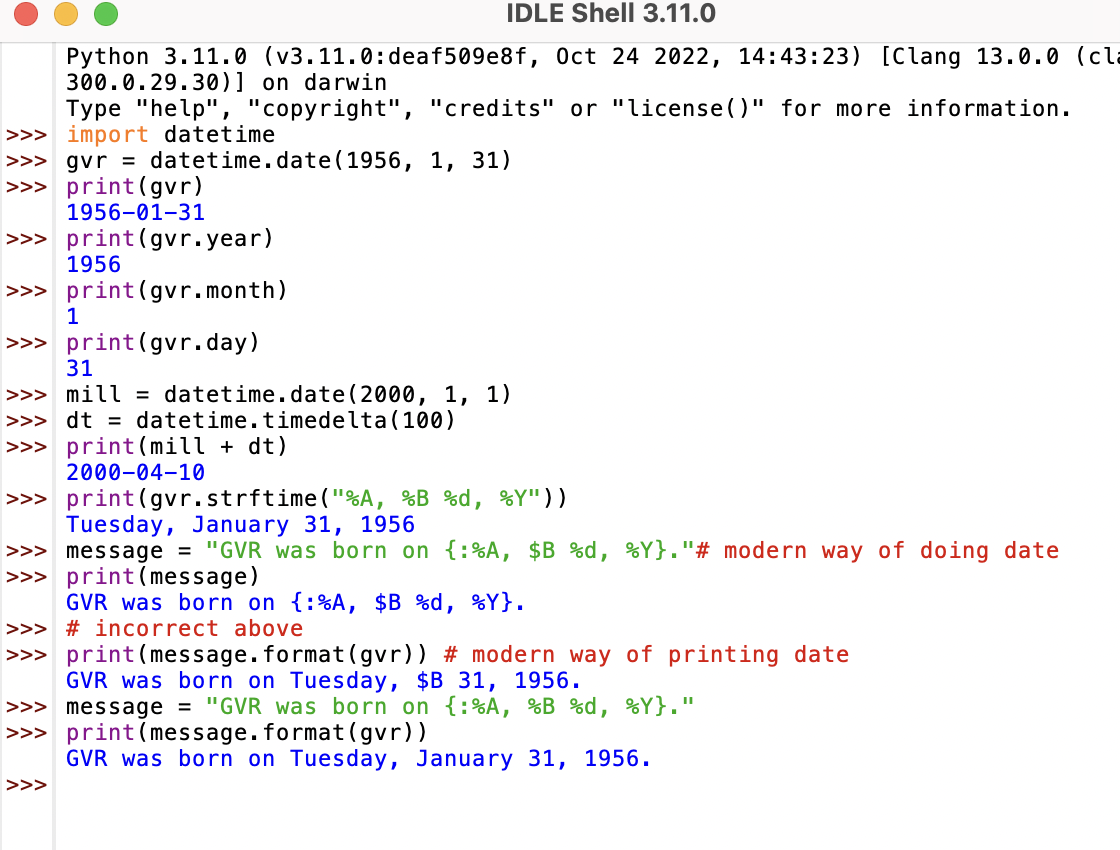 IDLE Shell 3.11.0
Python 3.11.0 (v3.11.0:deaf509e8f, Oct 24 2022, 14:43:23) [Clang 13.0.0 (cla
300.0.29.30)] on darwin
Type "help", "copyright", "credits" or "license()" for more information.
>>> import datetime
>>> gvr = datetime.date(1956, 1, 31)
>>> print(gvr)
1956-01-31
>>> print(gvr.year)
1956
>>> print(gvr.month)
1
>>> print(gvr.day)
31
>>> mill = datetime.date(2000, 1, 1)
>>> dt = datetime.timedelta(100)
>>> print(mill + dt)
2000-04-10
>>> print(gvr.strftime("%A, %B %d, %Y"))
Tuesday, January 31, 1956
>>> message = "GVR was born on {:%A, $B %d, %Y}."# modern way of doing date
>>> print(message)
GVR was born on {:%A, $B %d, %Y}.
>>> # incorrect above
>>> print(message.format(gvr)) # modern way of printing date
GVR was born on Tuesday, $B 31, 1956.
>>> message = "GVR was born on {:%A, %B %d, %Y}."
>>> print(message.format(gvr))
GVR was born on Tuesday, January 31, 1956.
>>>